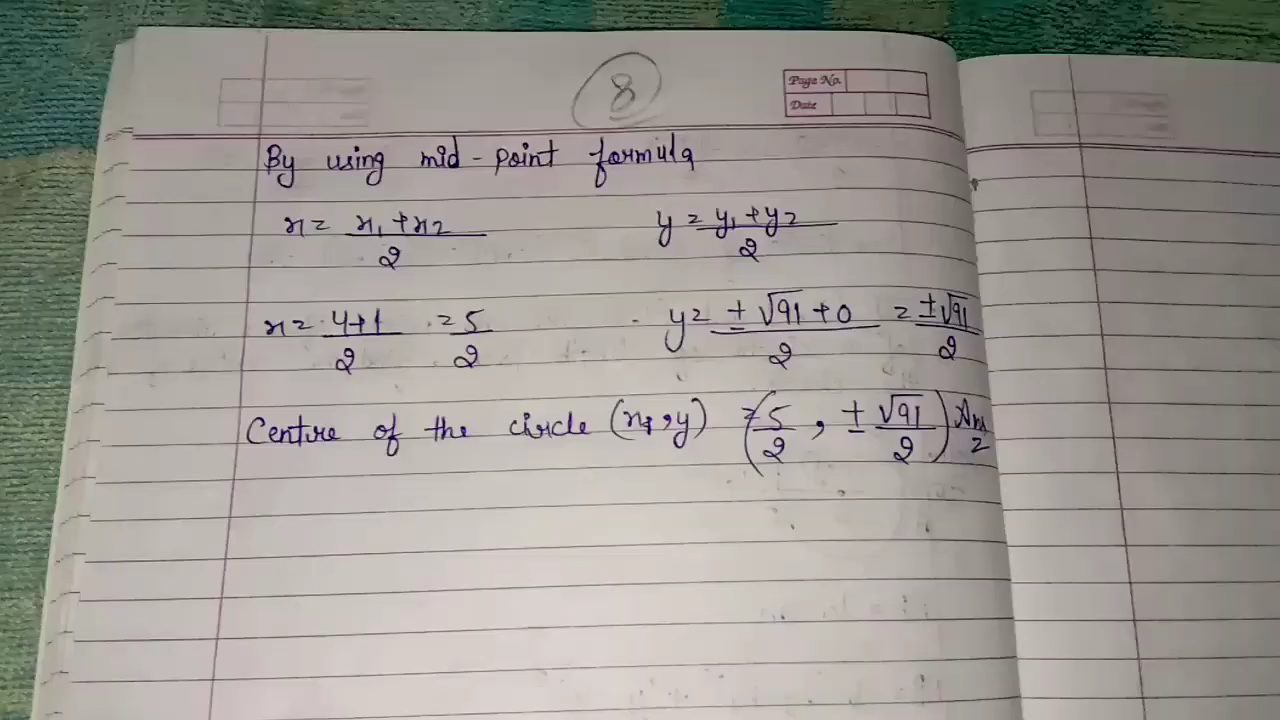 8
Page No.
Date
By using mid-point formula
x = x₁ + x₂ / 2 y = y₁ + y₂ / 2
x = 4+1 / 2 = 5 / 2 y = ± √91 + 0 / 2 = ± √91 / 2
Centre of the circle (x, y) = (5/2 , ± √91 / 2) Ans